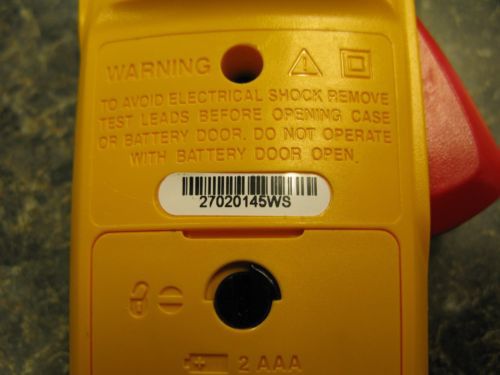 WARNING
TO AVOID ELECTRICAL SHOCK REMOVE
TEST LEADS BEFORE OPENING CASE
OR BATTERY DOOR. DO NOT OPERATE
WITH BATTERY DOOR OPEN.
27020145WS
2 AAA